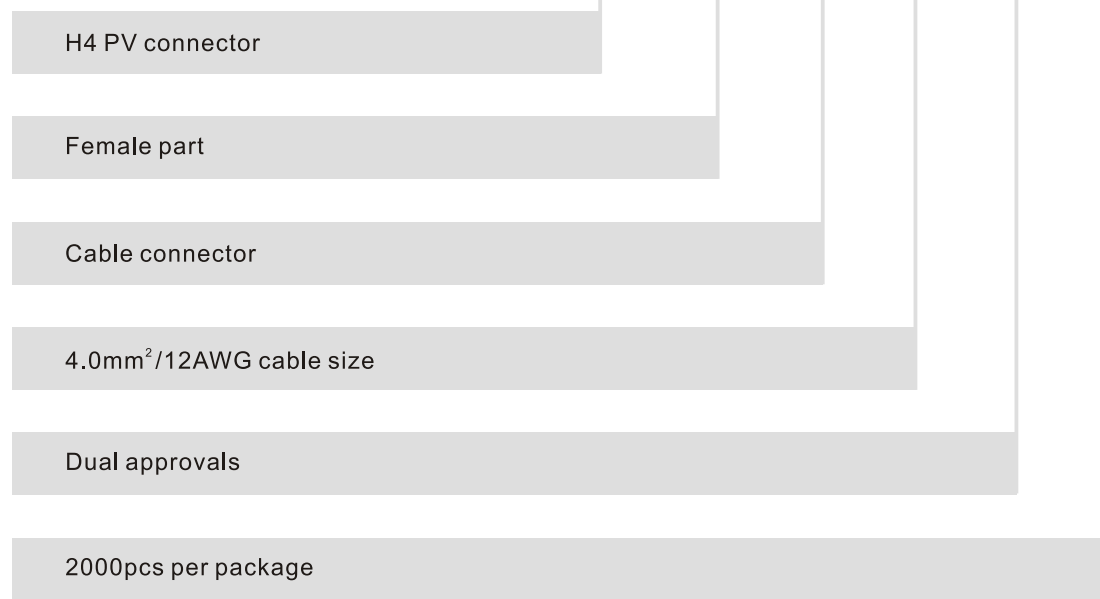 H4 PV connector
Female part
Cable connector
4.0mm²/12AWG cable size
Dual approvals
2000pcs per package